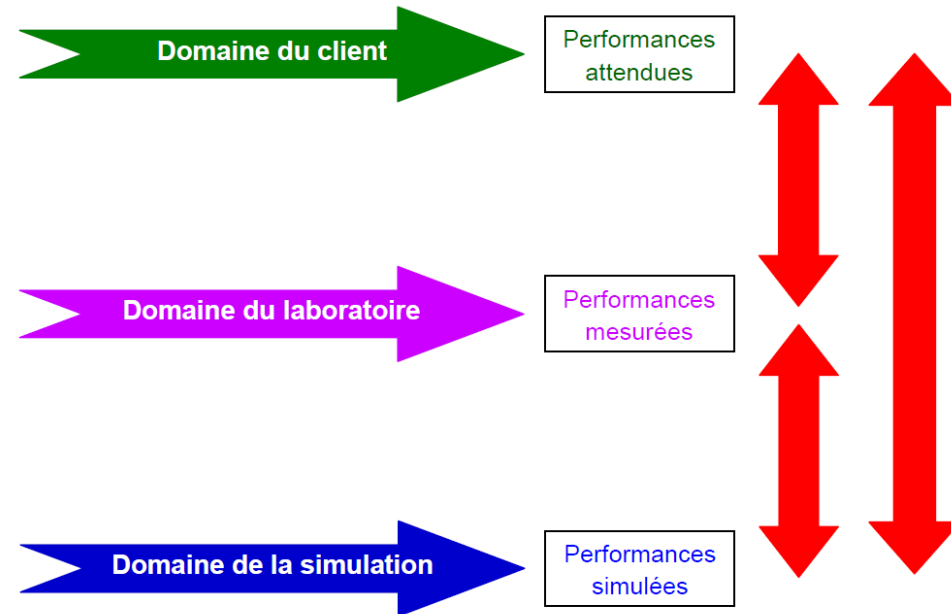 Domaine du client
Performances
attendues
Domaine du laboratoire
Performances
mesurées
Domaine de la simulation
Performances
simulées